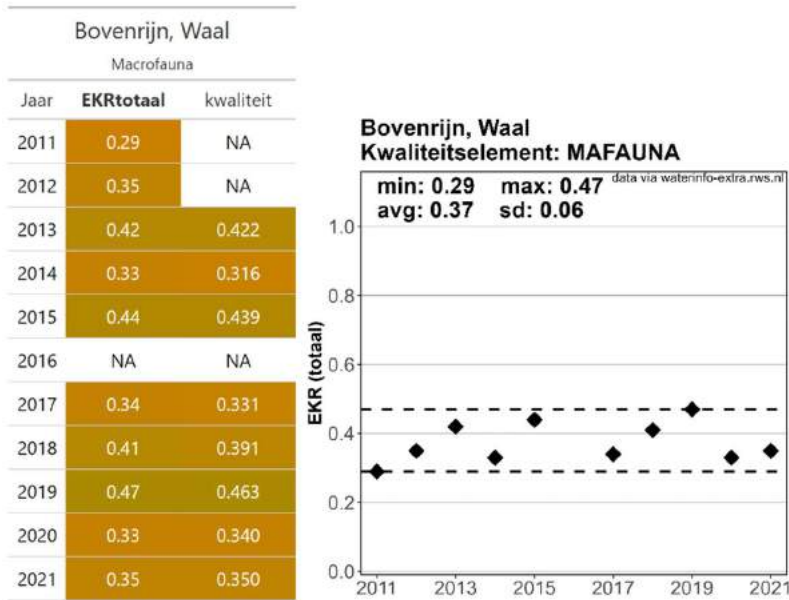 Bovenrijn, Waal
Macrofauna
Jaar EKRtotaal kwaliteit
2011 0.29 NA
2012 0.35 NA
2013 0.42 0.422
2014 0.33 0.316
2015 0.44 0.439
2016 NA NA
2017 0.34 0.331
2018 0.41 0.391
2019 0.47 0.463
2020 0.33 0.340
2021 0.35 0.350
Bovenrijn, Waal
Kwaliteitselement: MAFAUNA
min: 0.29 max: 0.47 data via waterinfo-extra.rws.nl
avg: 0.37 sd: 0.06
EKR (totaal)
1.0
0.8
0.6
0.4
0.2
0.0
2011 2013 2015 2017 2019 2021